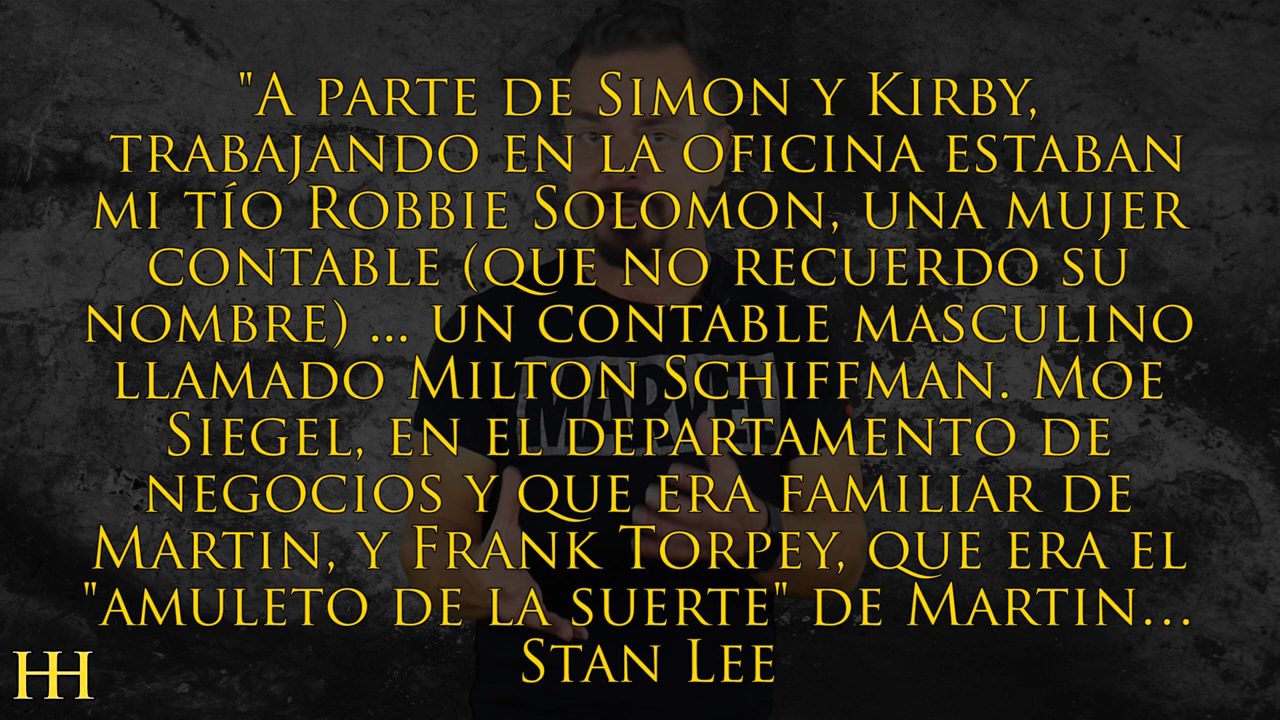 "A parte de Simon y Kirby,
trabajando en la oficina estaban
mi tío Robbie Solomon, una mujer
contable (que no recuerdo su
nombre) ... un contable masculino
llamado Milton Schiffman. Moe
Siegel, en el departamento de
negocios y que era familiar de
Martin, y Frank Torpey, que era el
"amuleto de la suerte" de Martin...
Stan Lee
MARVEL
HH